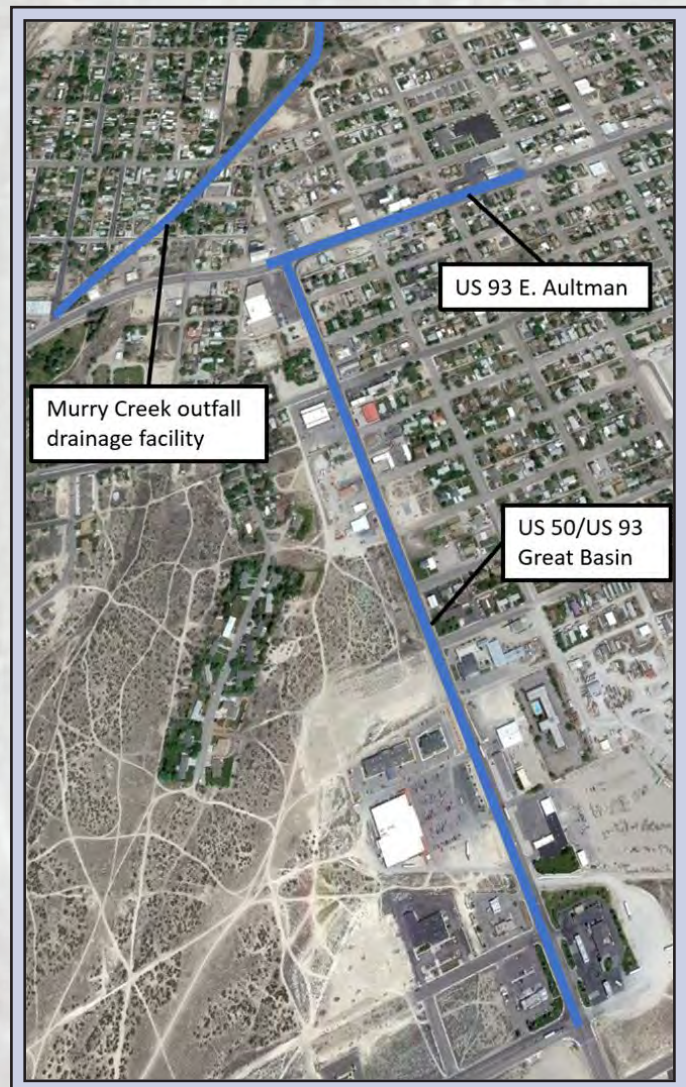 US 93 E. Aultman
Murry Creek outfall
drainage facility
US 50/US 93
Great Basin